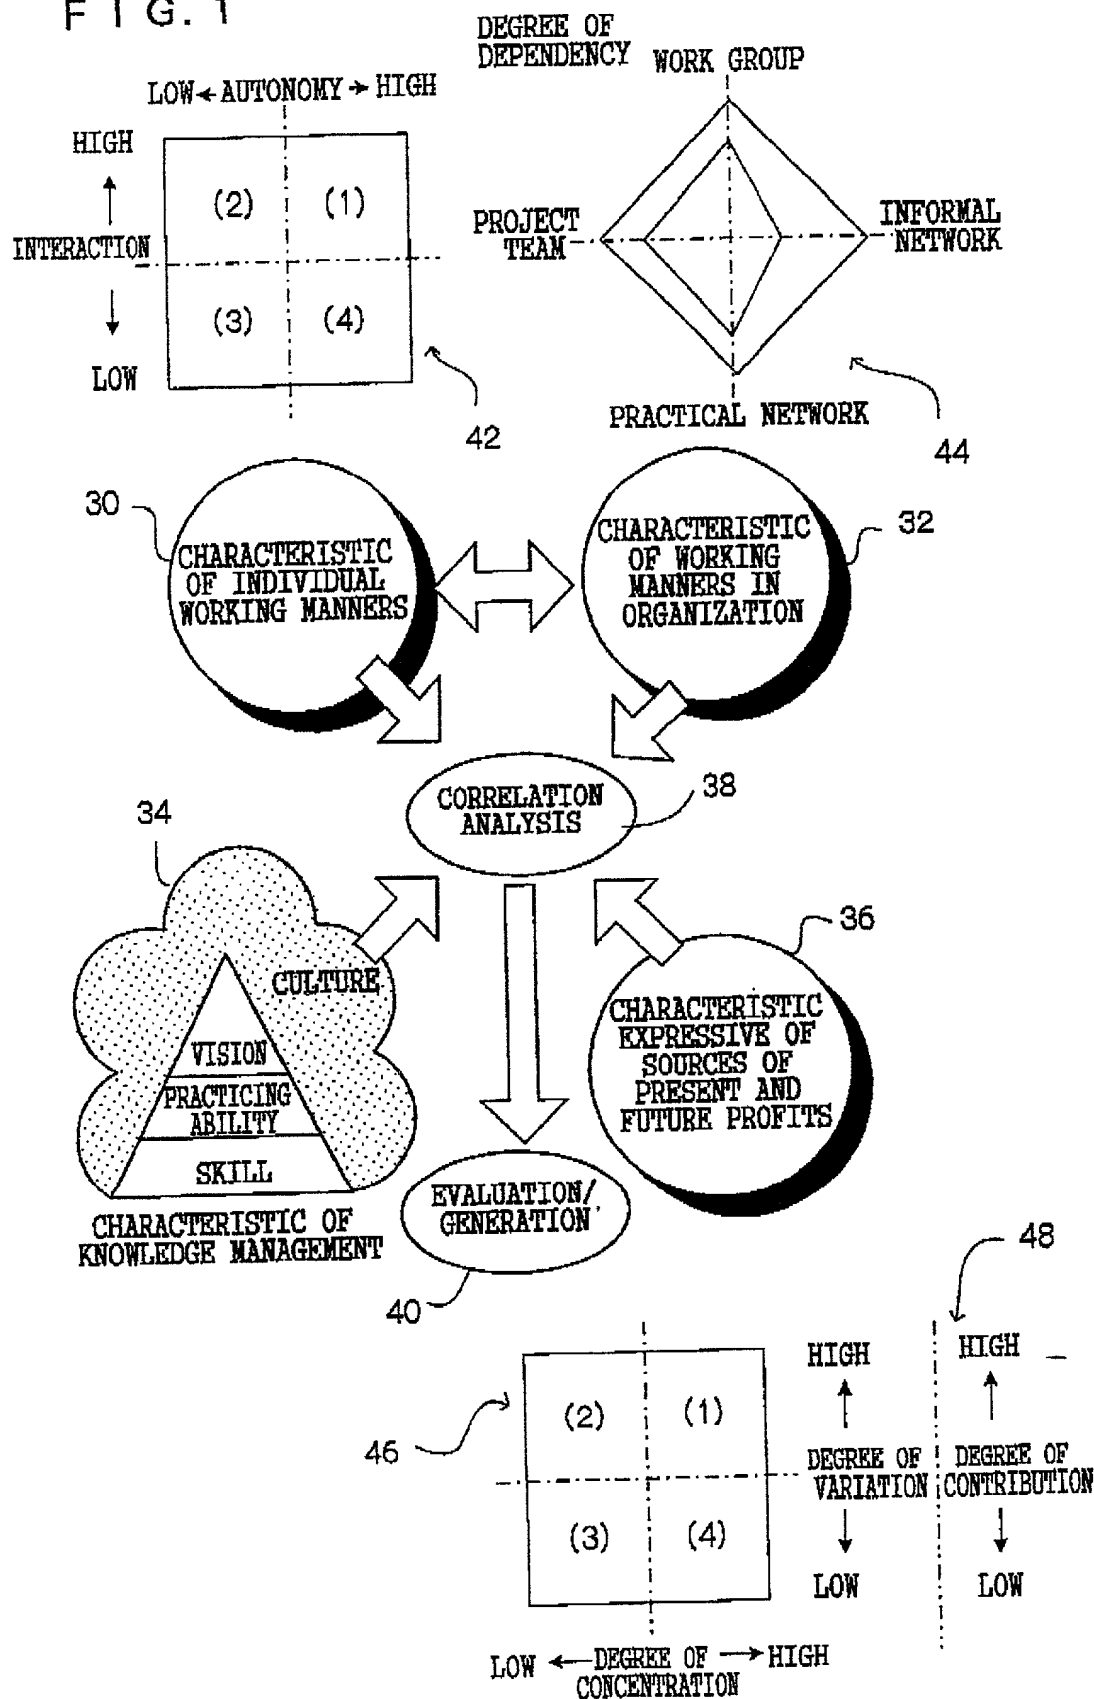 FIG. 1
DEGREE OF
DEPENDENCY
WORK GROUP
LOW ← AUTONOMY → HIGH
HIGH
(2) (1)
INTERACTION
(3) (4)
LOW
42
PROJECT
TEAM
INFORMAL
NETWORK
PRACTICAL NETWORK
44
30
CHARACTERISTIC
OF INDIVIDUAL
WORKING MANNERS
32
CHARACTERISTIC
OF WORKING
MANNERS IN
ORGANIZATION
CORRELATION
ANALYSIS
38
34
CULTURE
VISION
PRACTICING
ABILITY
SKILL
CHARACTERISTIC OF
KNOWLEDGE MANAGEMENT
36
CHARACTERISTIC
EXPRESSIVE OF
SOURCES OF
PRESENT AND
FUTURE PROFITS
EVALUATION/
GENERATION
40
48
46
(2) (1)
(3) (4)
HIGH
DEGREE OF
VARIATION
LOW
HIGH
DEGREE OF
CONTRIBUTION
LOW
LOW ← DEGREE OF → HIGH
CONCENTRATION